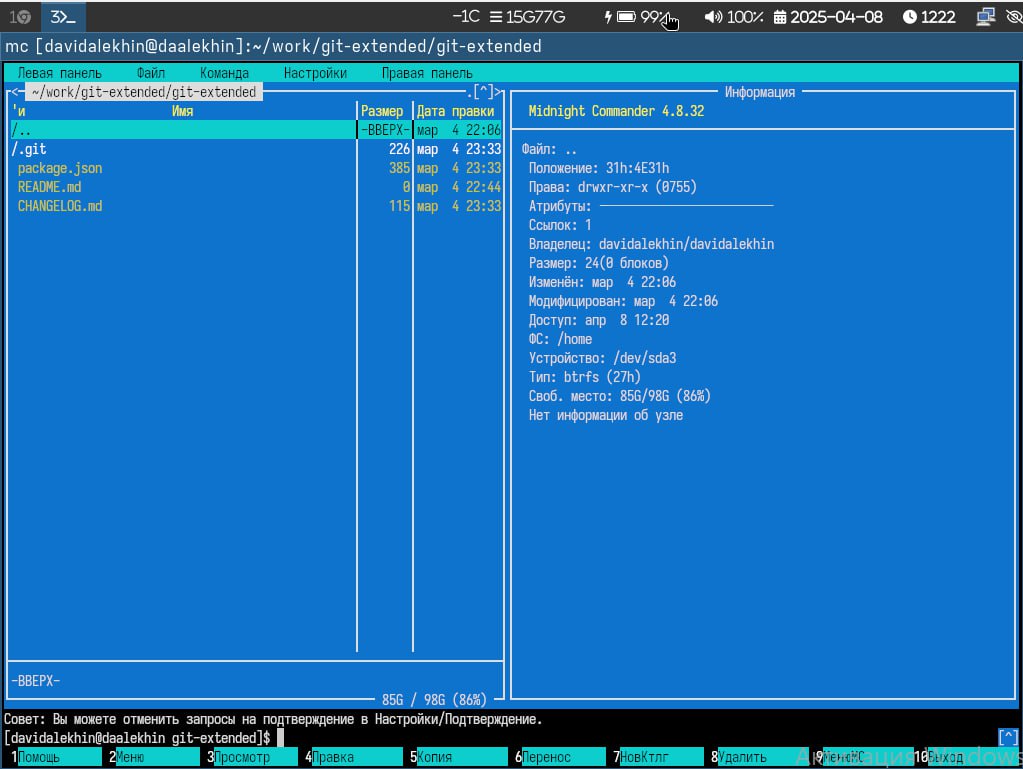 1
3
-1C 15G77G 99% 100% 2025-04-08 1222
mc [davidalekhin@daalekhin]:~/work/git-extended/git-extended
Левая панель Файл Команда Настройки Правая панель
<─ ~/work/git-extended/git-extended .[^]>
'и Имя Размер Дата правки
/.. -ВВЕРХ- мар 4 22:06
/.git 226 мар 4 23:33
package.json 385 мар 4 23:33
README.md 0 мар 4 22:44
CHANGELOG.md 115 мар 4 23:33
-ВВЕРХ-
85G / 98G (86%)
Информация
Midnight Commander 4.8.32
Файл: ..
Положение: 31h:4E31h
Права: drwxr-xr-x (0755)
Атрибуты: ─────────────────────────
Ссылок: 1
Владелец: davidalekhin/davidalekhin
Размер: 24(0 блоков)
Изменён: мар 4 22:06
Модифицирован: мар 4 22:06
Доступ: апр 8 12:20
ФС: /home
Устройство: /dev/sda3
Тип: btrfs (27h)
Своб. место: 85G/98G (86%)
Нет информации об узле
Совет: Вы можете отменить запросы на подтверждение в Настройки/Подтверждение.
[davidalekhin@daalekhin git-extended]$ [^]
1Помощь 2Меню 3Просмотр 4Правка 5Копия 6Перенос 7НовКтлг 8Удалить 9МенюМС 10Выход
Активация Windows